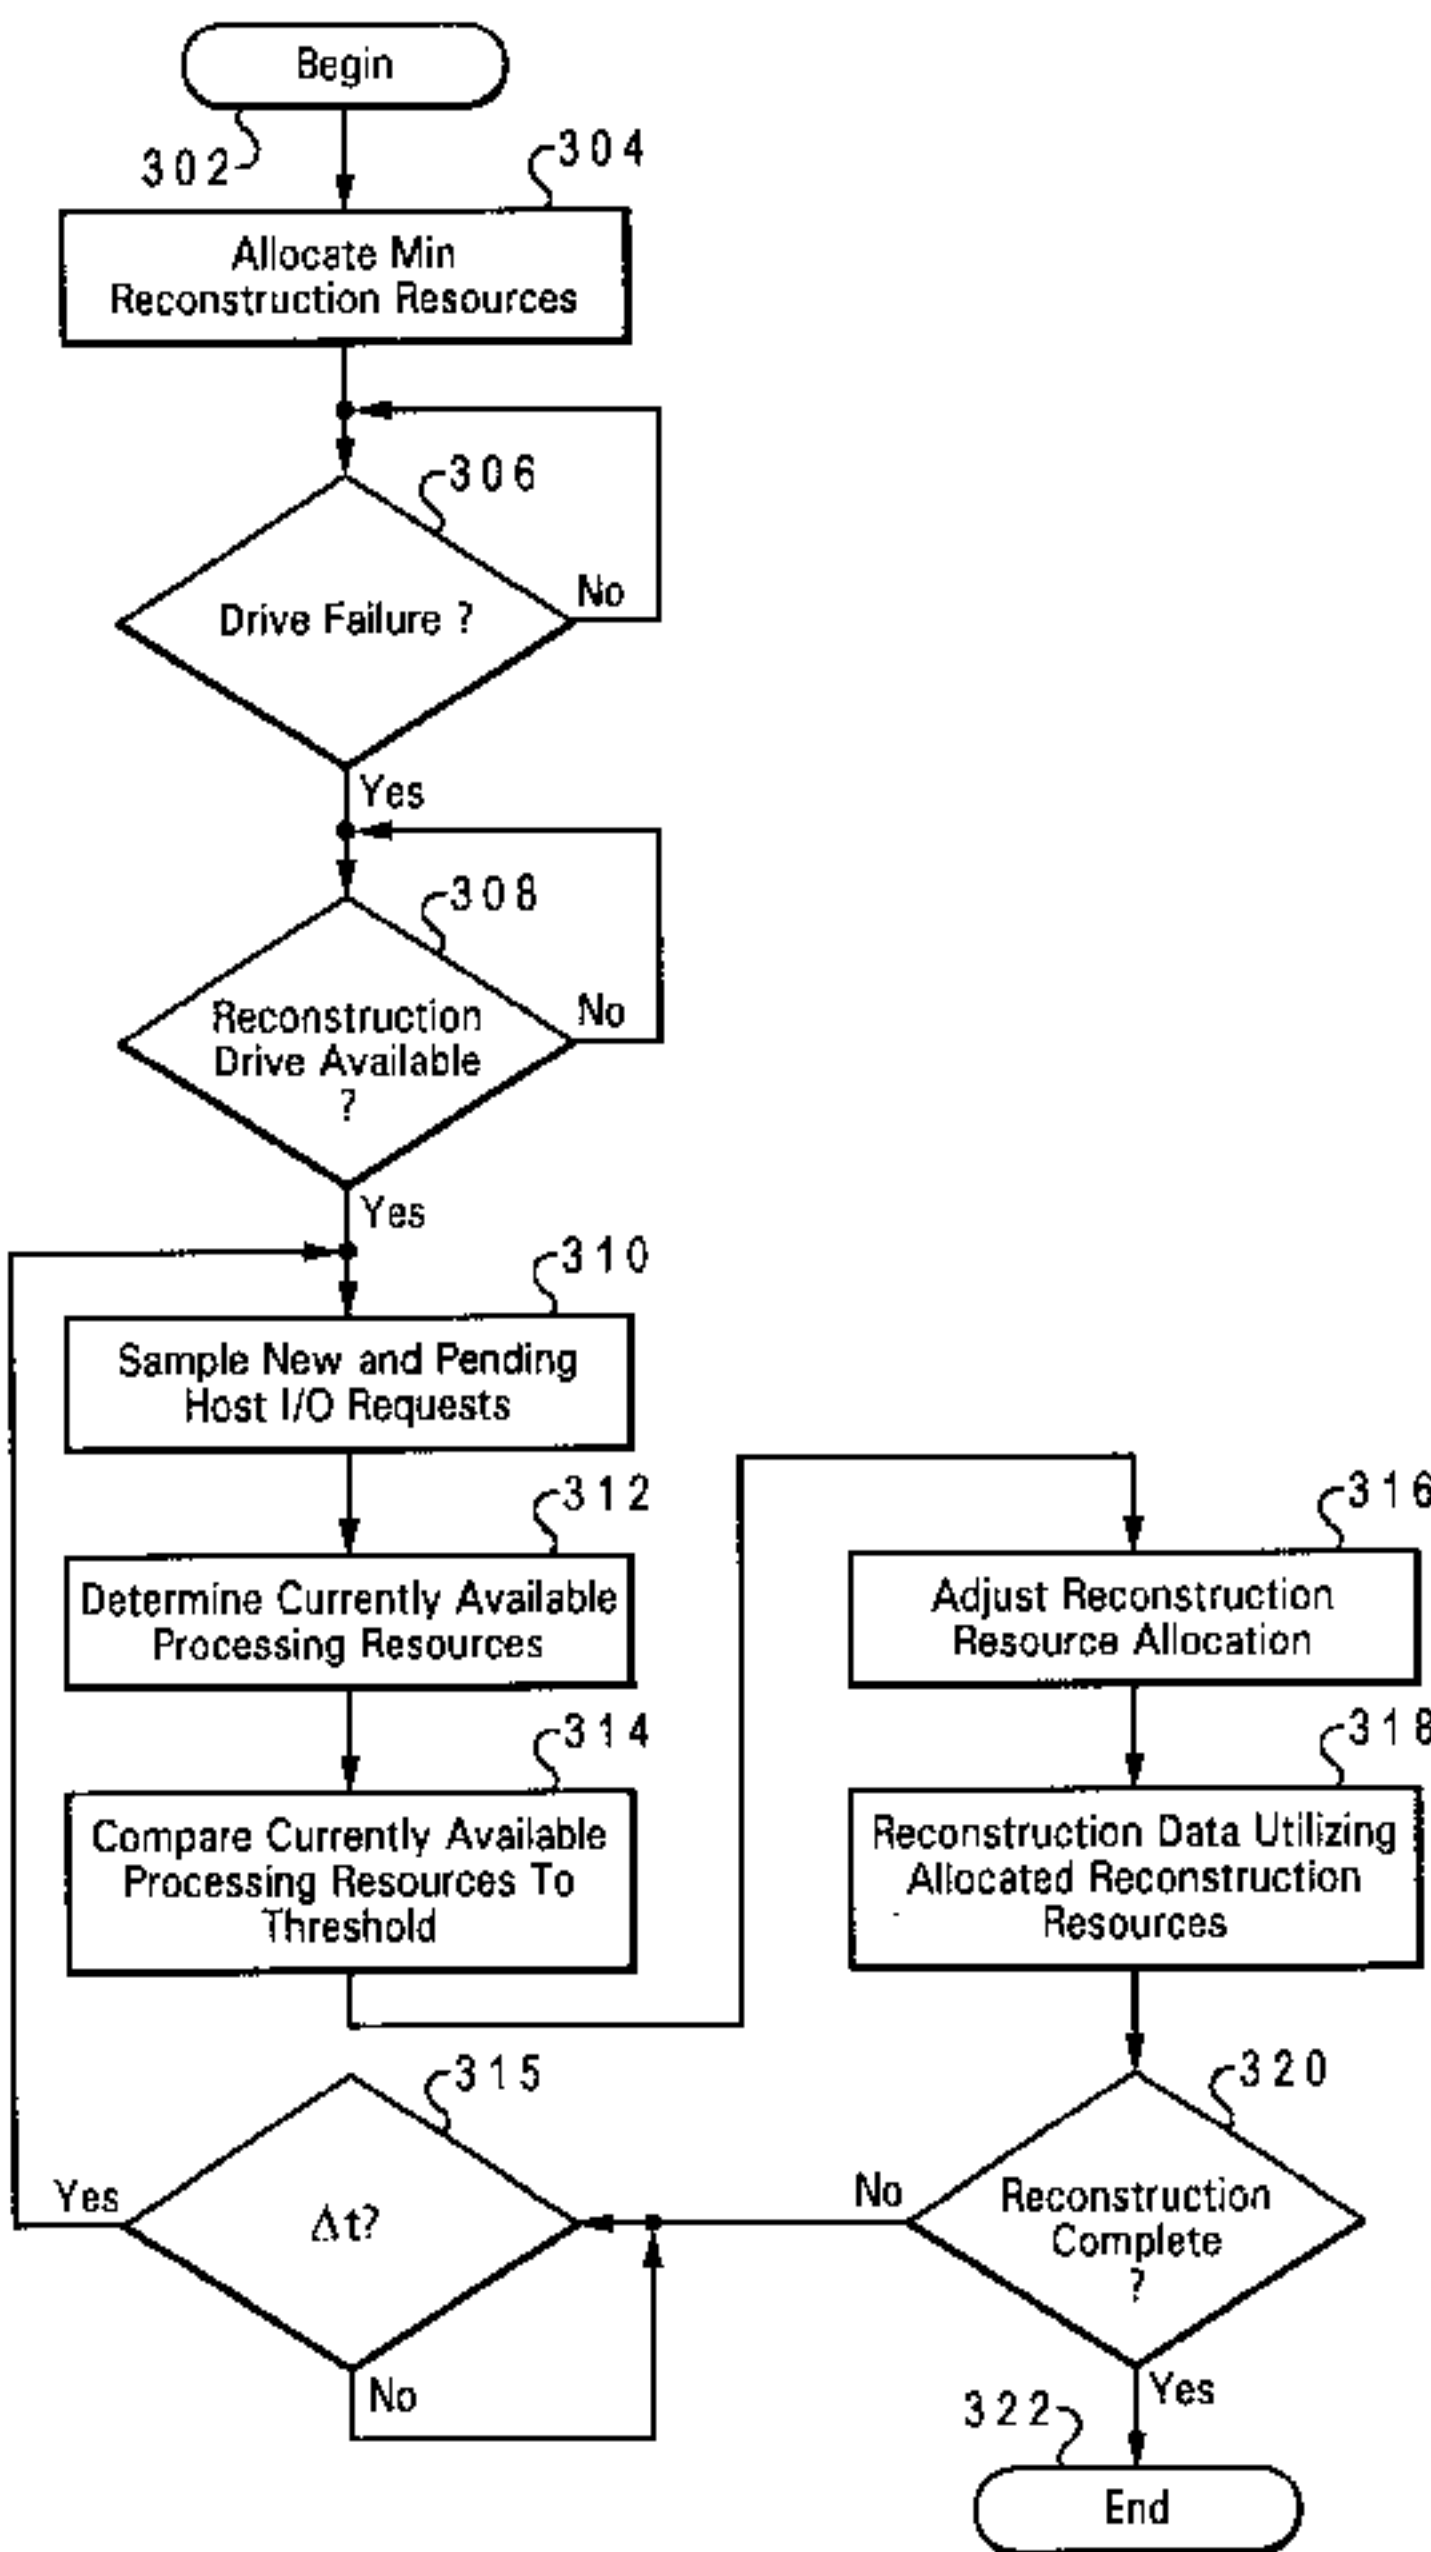 Begin
302
304
Allocate Min
Reconstruction Resources
306
Drive Failure ?
No
Yes
308
Reconstruction
Drive Available
?
No
Yes
310
Sample New and Pending
Host I/O Requests
312
Determine Currently Available
Processing Resources
314
Compare Currently Available
Processing Resources To
Threshold
316
Adjust Reconstruction
Resource Allocation
318
Reconstruction Data Utilizing
Allocated Reconstruction
Resources
315
Yes
Δt?
No
320
No
Reconstruction
Complete
?
Yes
322
End